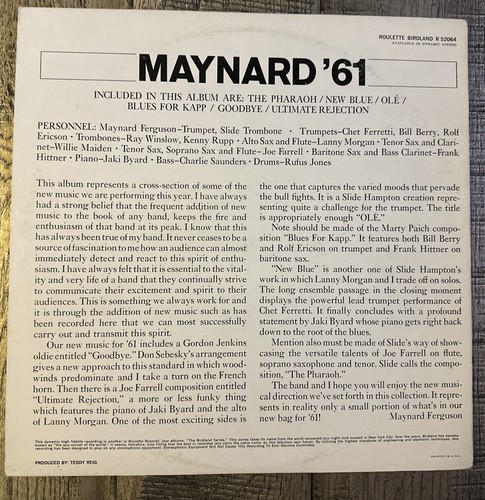 ROULETTE BIRDLAND R 52064
AVAILABLE IN DYNAMIC STEREO
MAYNARD '61
INCLUDED IN THIS ALBUM ARE: THE PHARAOH / NEW BLUE / OLÉ /
BLUES FOR KAPP / GOODBYE / ULTIMATE REJECTION
PERSONNEL: Maynard Ferguson–Trumpet, Slide Trombone • Trumpets–Chet Ferretti, Bill Berry, Rolf
Ericson • Trombones–Ray Winslow, Kenny Rupp • Alto Sax and Flute–Lanny Morgan • Tenor Sax and Clari-
net–Willie Maiden • Tenor Sax, Soprano Sax and Flute–Joe Farrell • Baritone Sax and Bass Clarinet–Frank
Hittner • Piano–Jaki Byard • Bass–Charlie Saunders • Drums–Rufus Jones
This album represents a cross-section of some of the
new music we are performing this year. I have always
had a strong belief that the frequent addition of new
music to the book of any band, keeps the fire and
enthusiasm of that band at its peak. I know that this
has always been true of my band. It never ceases to be a
source of fascination to me how an audience can almost
immediately detect and react to this spirit of enthu-
siasm. I have always felt that it is essential to the vital-
ity and very life of a band that they continually strive
to communicate their excitement and spirit to their
audiences. This is something we always work for and
it is through the addition of new music such as has
been recorded here that we can most successfully
carry out and transmit this spirit.
Our new music for '61 includes a Gordon Jenkins
oldie entitled "Goodbye." Don Sebesky's arrangement
gives a new approach to this standard in which wood-
winds predominate and I take a turn on the French
horn. Then there is a Joe Farrell composition entitled
"Ultimate Rejection," a more or less funky thing
which features the piano of Jaki Byard and the alto
of Lanny Morgan. One of the most exciting sides is
the one that captures the varied moods that pervade
the bull fights. It is a Slide Hampton creation repre-
senting quite a challenge for the trumpet. The title
is appropriately enough "OLE."
Note should be made of the Marty Paich compo-
sition "Blues For Kapp." It features both Bill Berry
and Rolf Ericson on trumpet and Frank Hittner on
baritone sax.
"New Blue" is another one of Slide Hampton's
work in which Lanny Morgan and I trade off on solos.
The long ensemble passage in the closing moment
displays the powerful lead trumpet performance of
Chet Ferretti. It finally concludes with a profound
statement by Jaki Byard whose piano gets right back
down to the root of the blues.
Mention also must be made of Slide's way of show-
casing the versatile talents of Joe Farrell on flute,
soprano saxophone and tenor. Slide calls the compo-
sition, "The Pharaoh."
The band and I hope you will enjoy the new musi-
cal direction we've set forth in this collection. It repre-
sents in reality only a small portion of what's in our
new bag for '61!
Maynard Ferguson
PRODUCED BY: TEDDY REIG
PRINTED IN U.S.A.